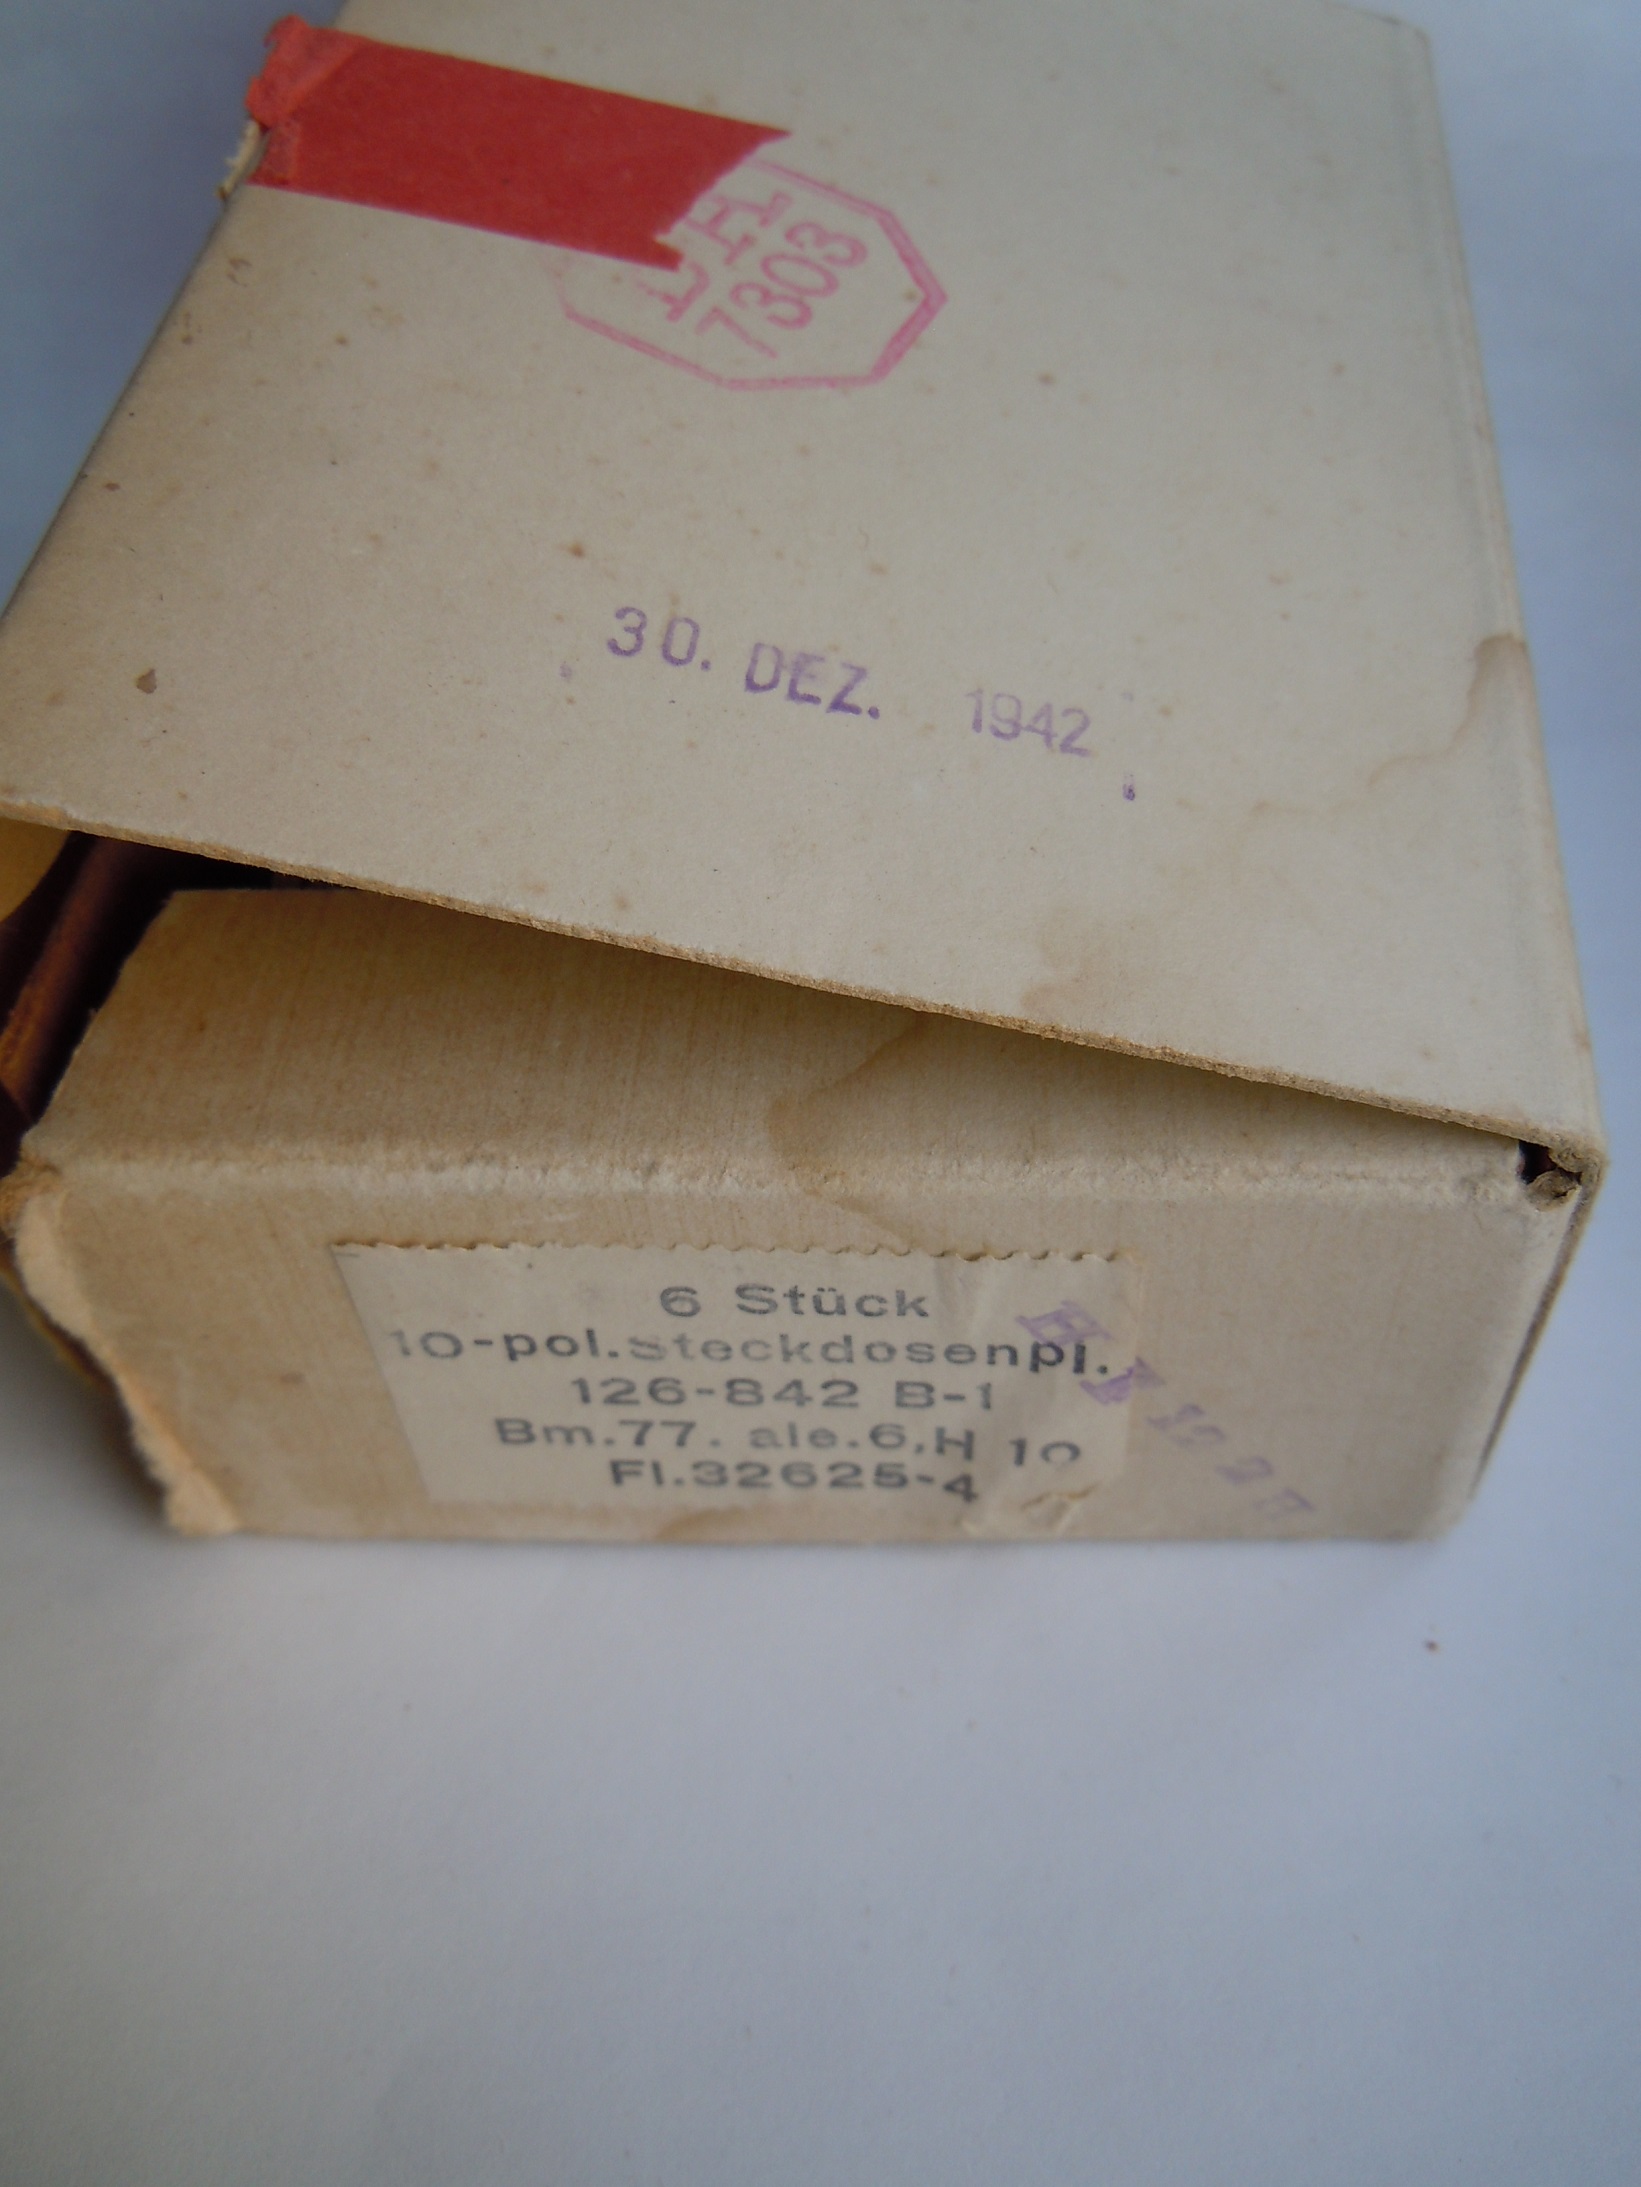 7303
30. DEZ. 1942
6 Stück
10-pol.Steckdosenpl.
126-842 B-1
Bm.77. ale.6,H 10
Fl.32625-4